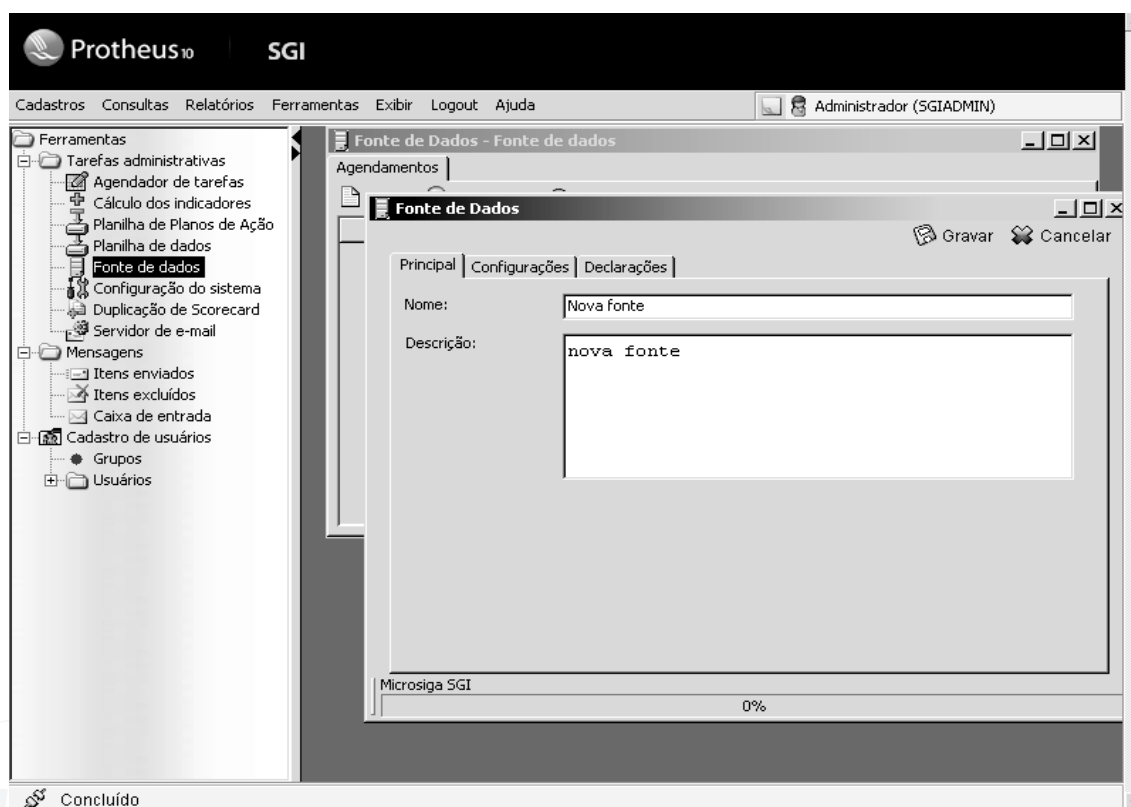 Protheus10 SGI
Cadastros Consultas Relatórios Ferramentas Exibir Logout Ajuda Administrador (SGIADMIN)
Ferramentas
Tarefas administrativas
Agendador de tarefas
Cálculo dos indicadores
Planilha de Planos de Ação
Planilha de dados
Fonte de dados
Configuração do sistema
Duplicação de Scorecard
Servidor de e-mail
Mensagens
Itens enviados
Itens excluídos
Caixa de entrada
Cadastro de usuários
Grupos
Usuários
Fonte de Dados - Fonte de dados
Agendamentos
Fonte de Dados
Gravar Cancelar
Principal Configurações Declarações
Nome: Nova fonte
Descrição: nova fonte
Microsiga SGI
0%
Concluído